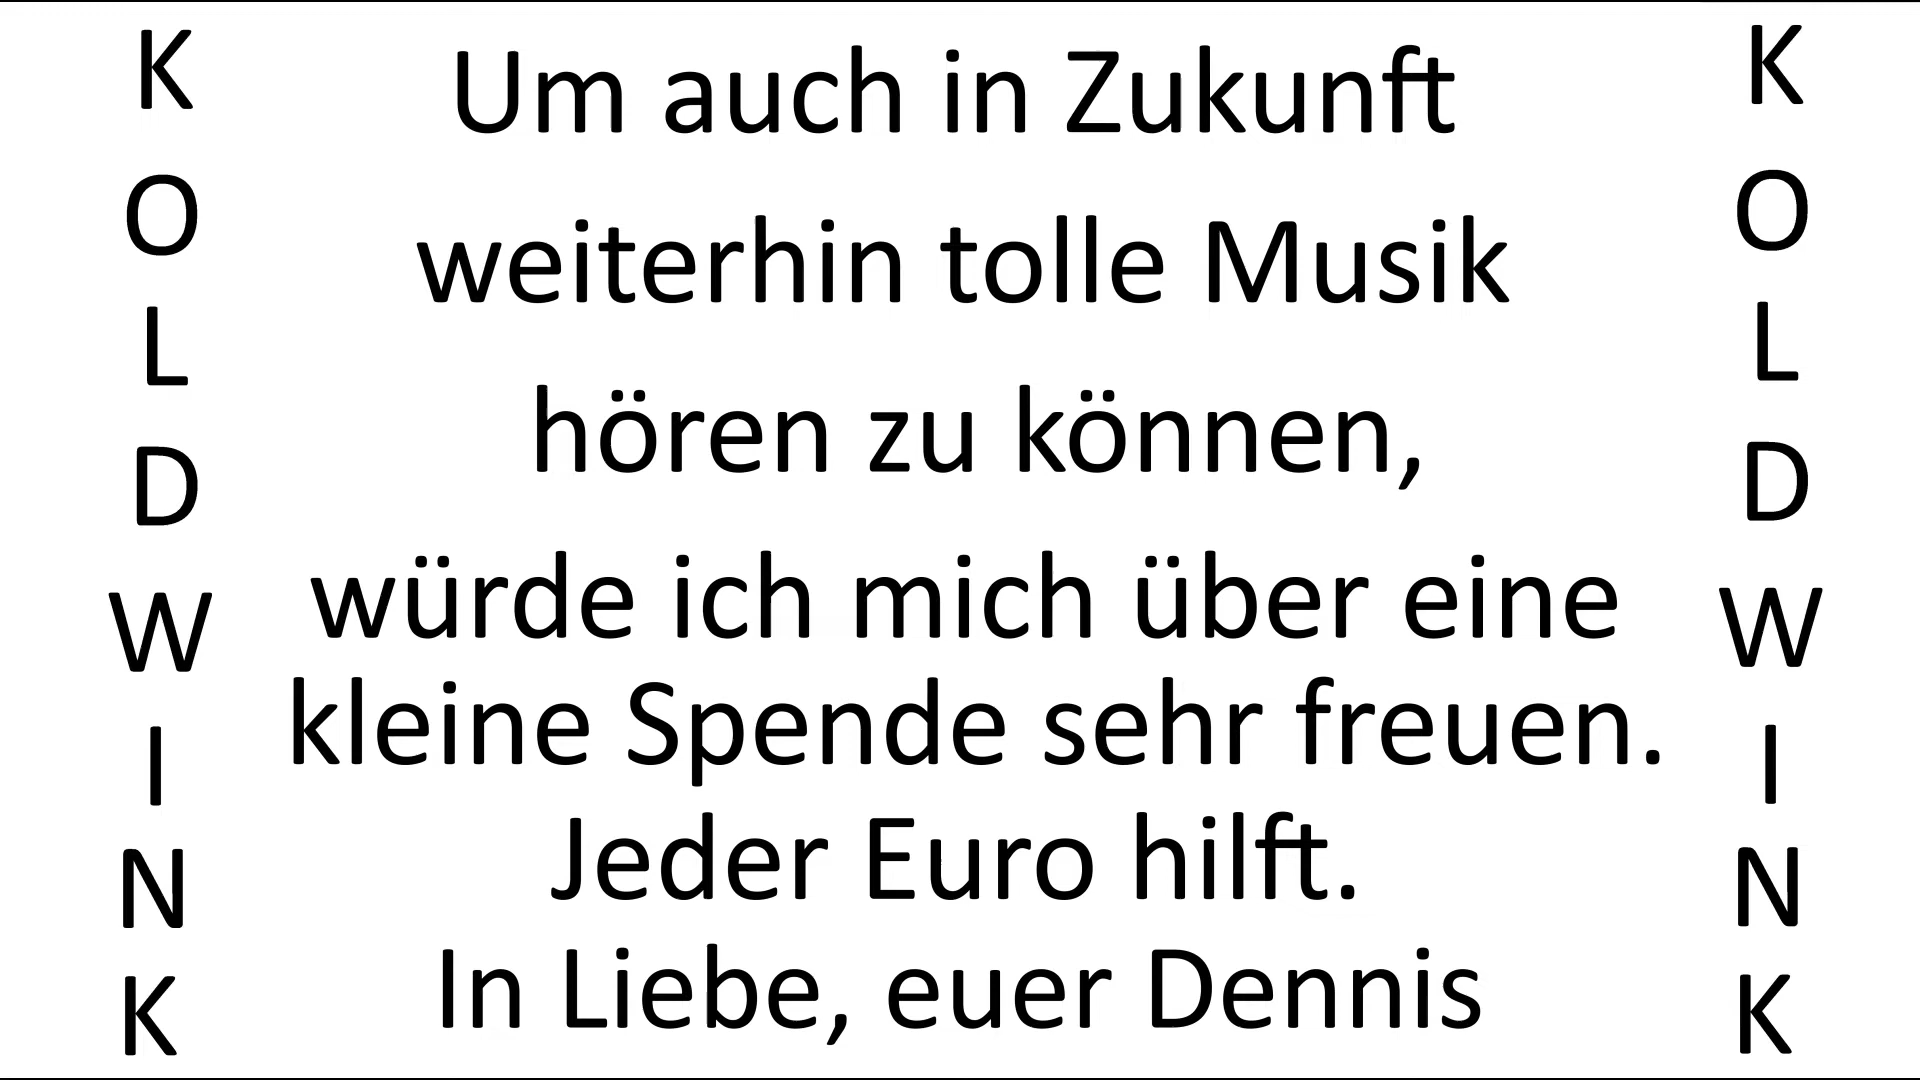 KOLDWINK
Um auch in Zukunft
weiterhin tolle Musik
hören zu können,
würde ich mich über eine
kleine Spende sehr freuen.
Jeder Euro hilft.
In Liebe, euer Dennis
KOLDWINK